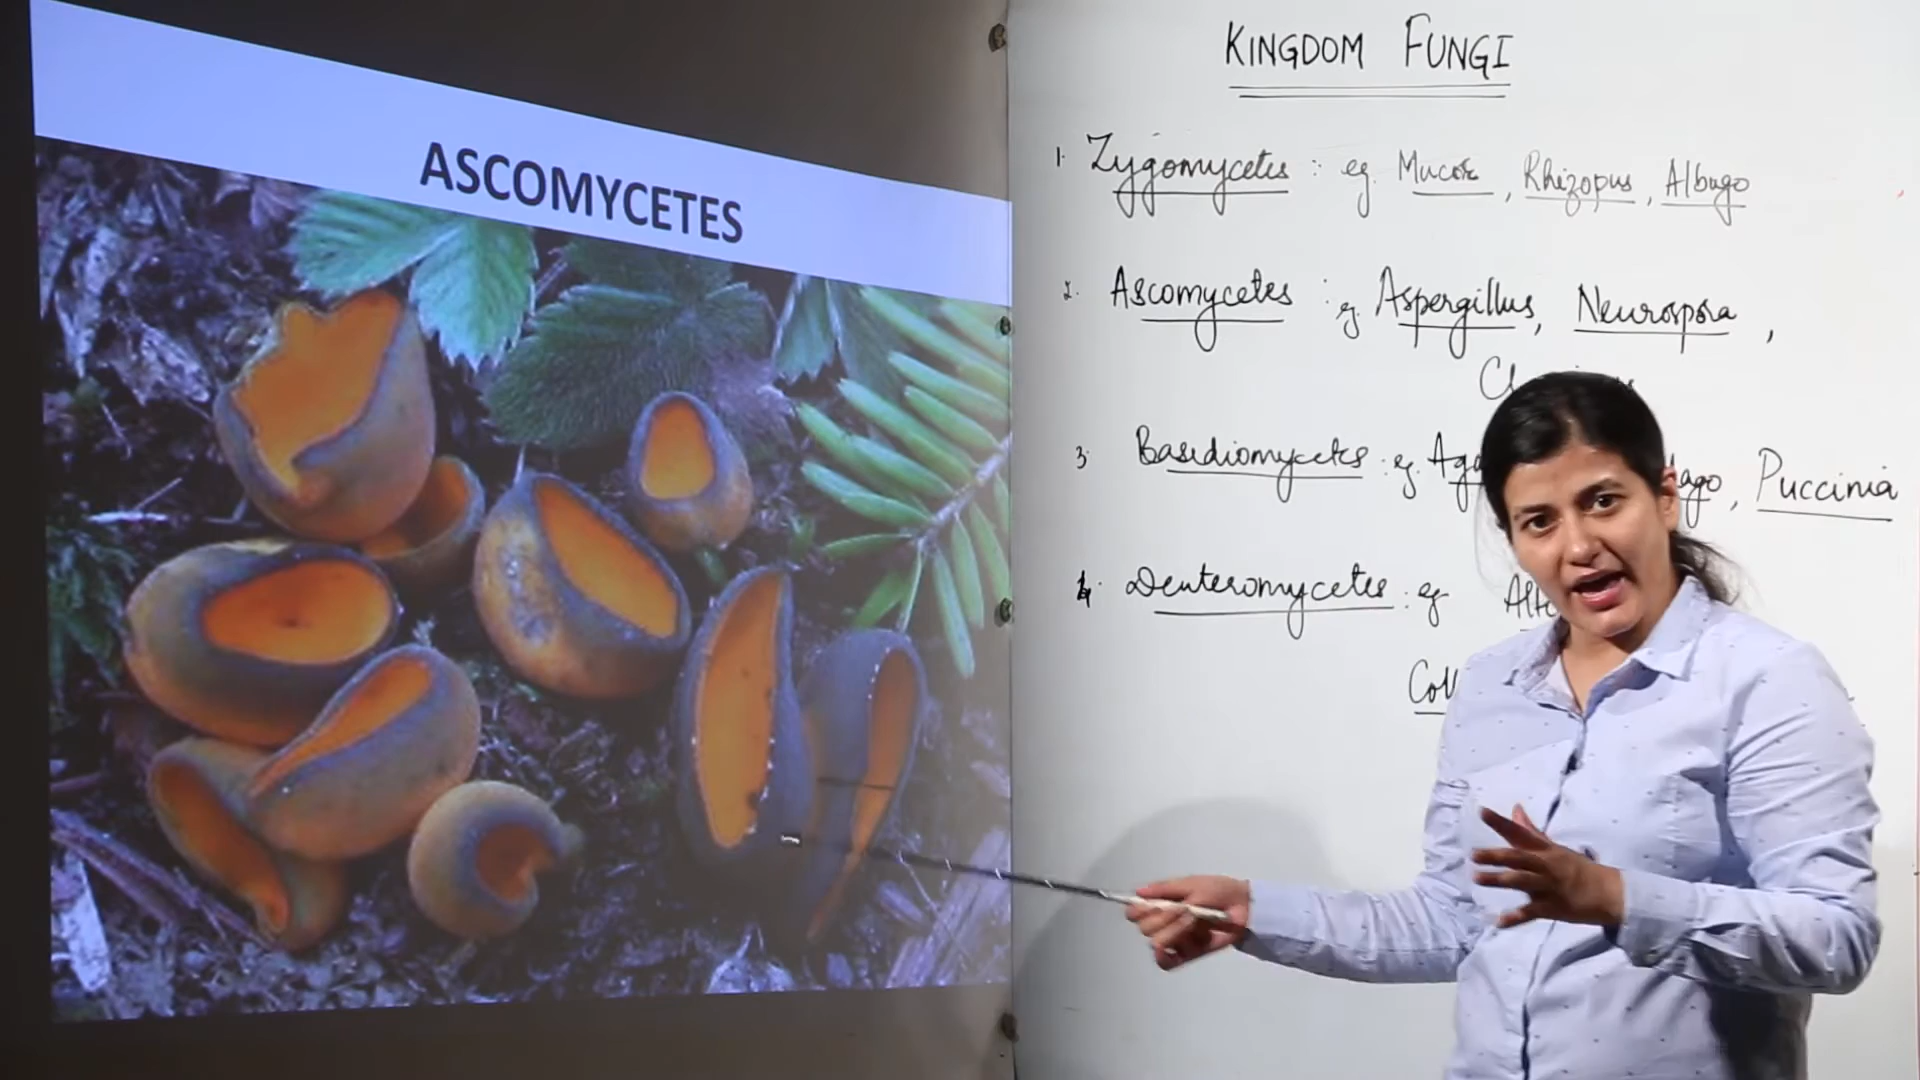 ASCOMYCETES
KINGDOM FUNGI
1. Zygomycetes : eg. Mucor, Rhizopus, Albugo
2. Ascomycetes : eg. Aspergillus, Neurospora,
3. Basidiomycetes : eg. Puccinia
4. Deuteromycetes : eg